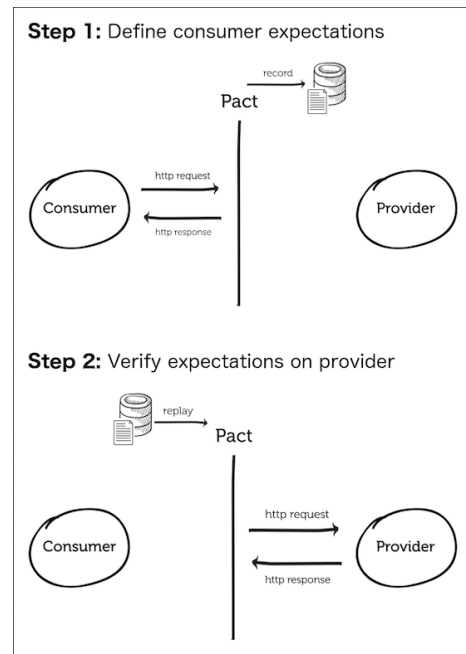 Step 1: Define consumer expectations
record
Pact
http request
Consumer
Provider
http response
Step 2: Verify expectations on provider
replay
Pact
http request
Consumer
Provider
http response